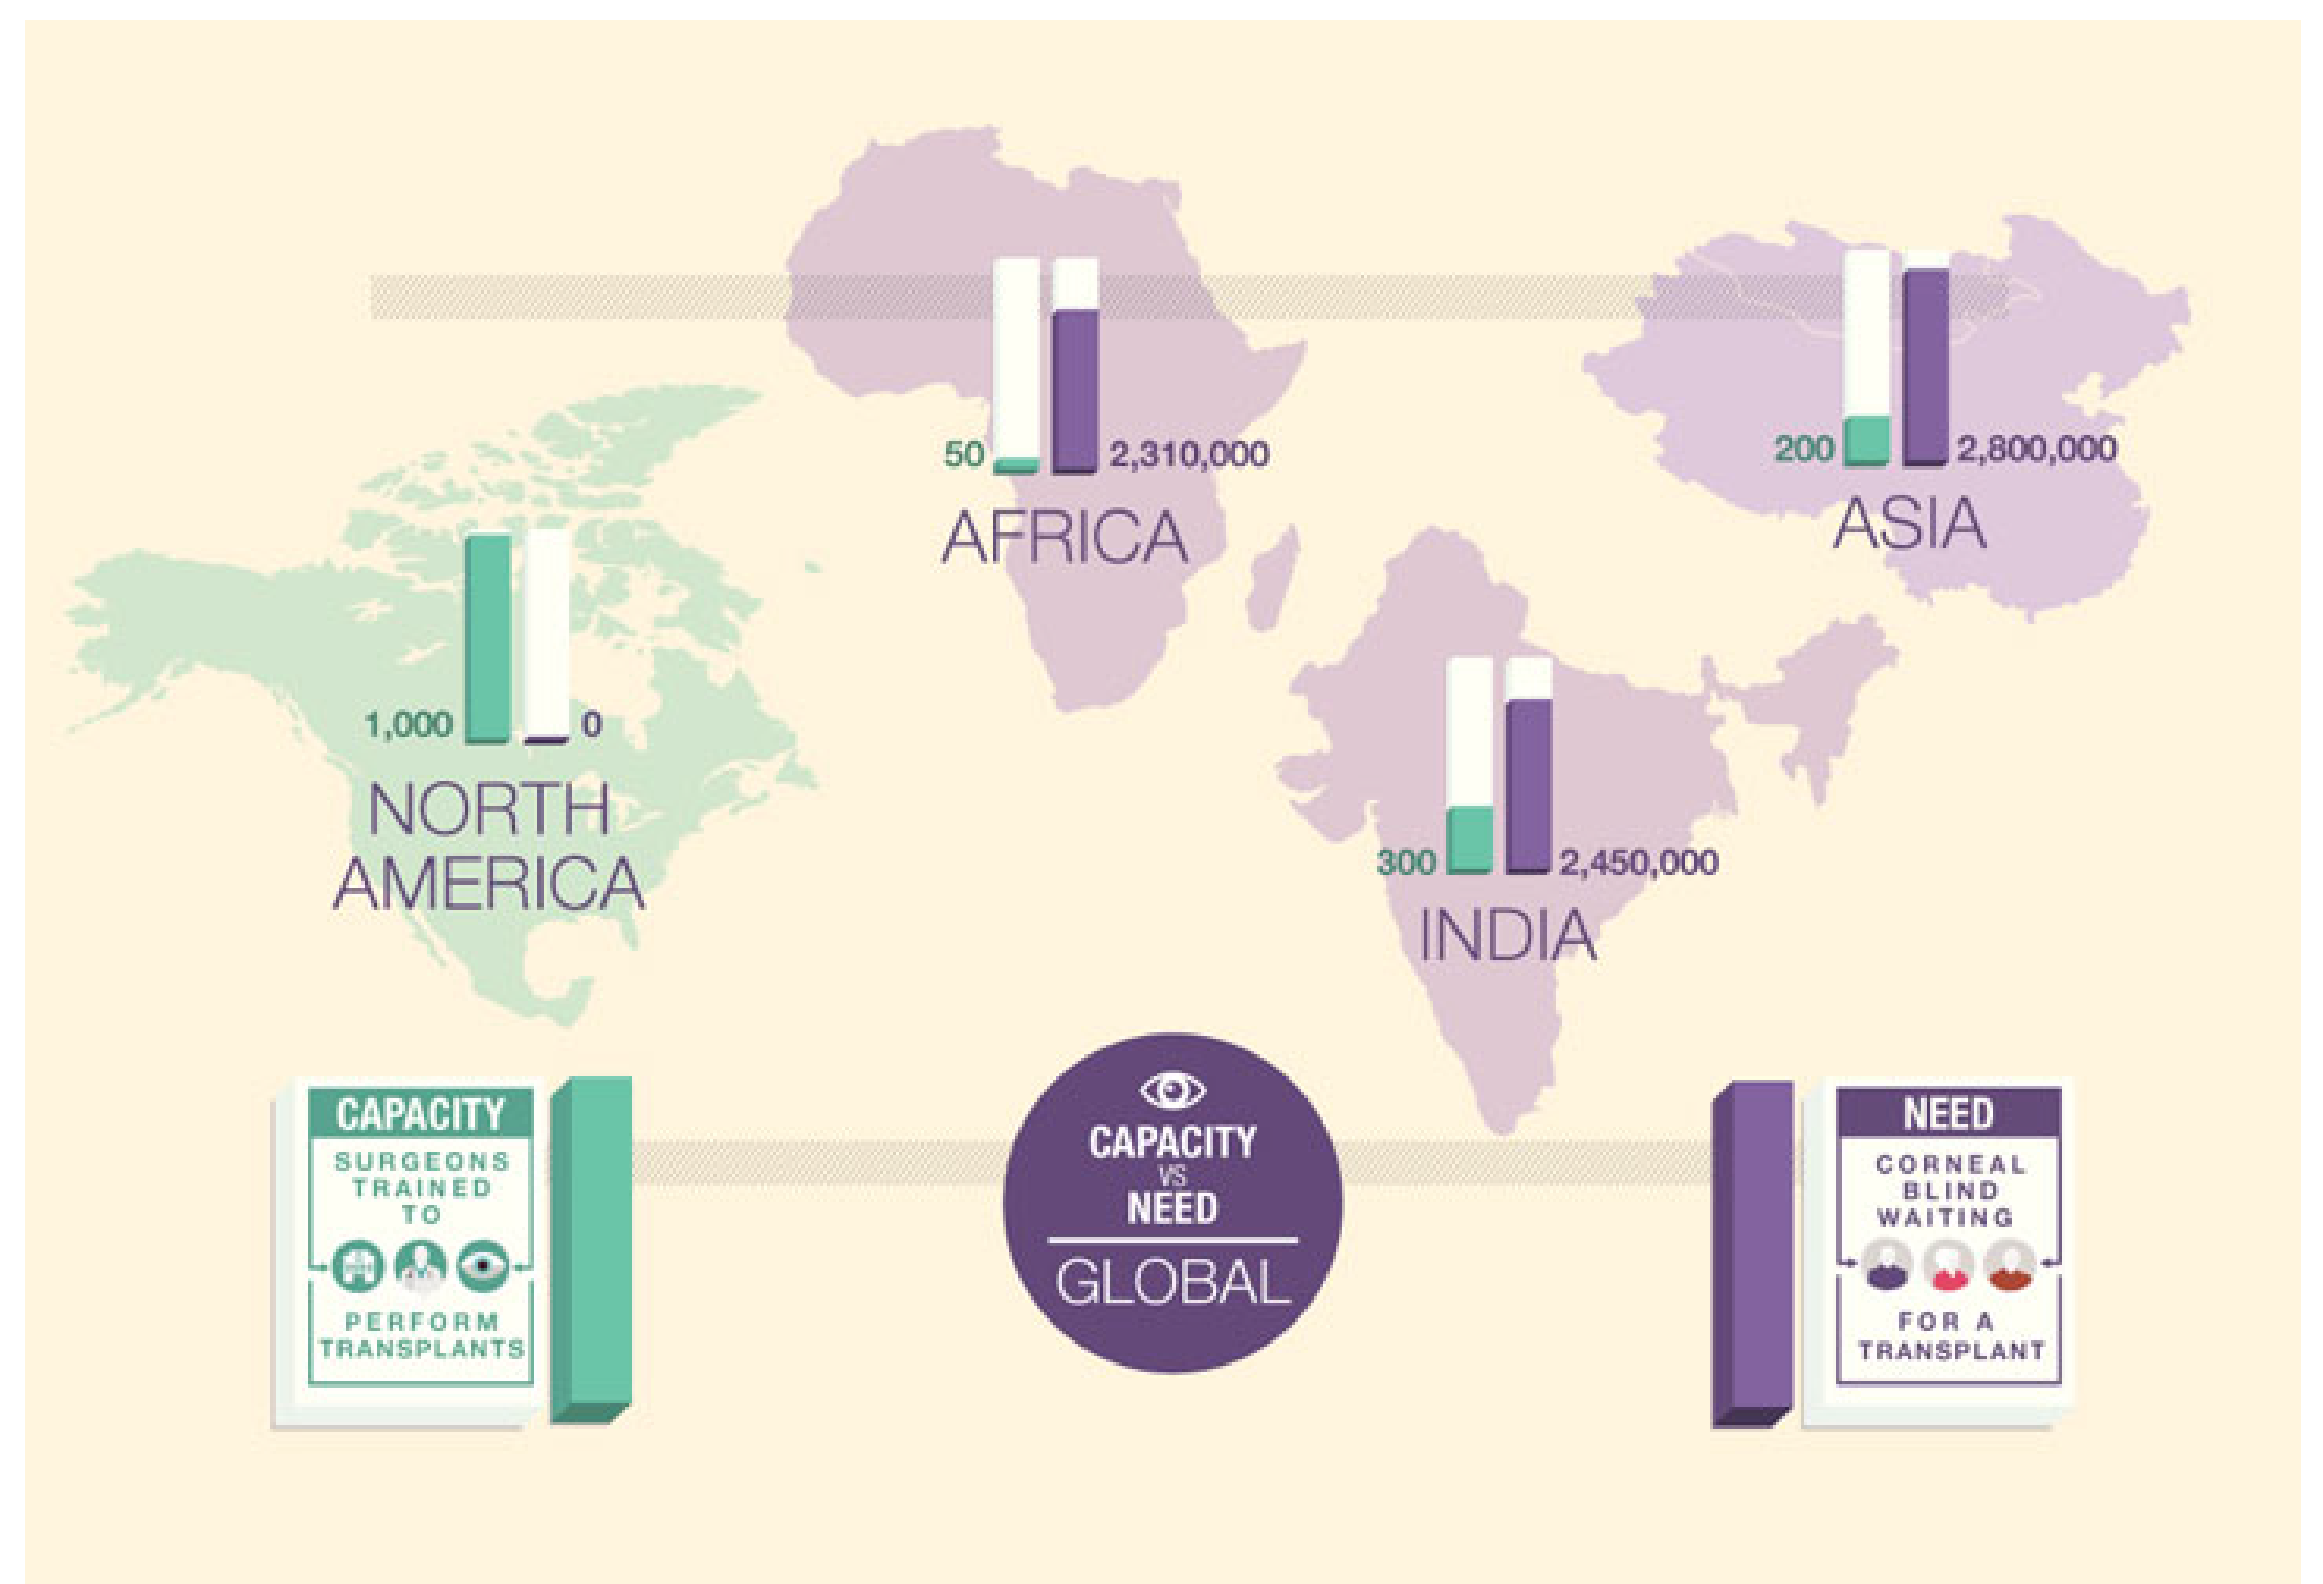 50
2,310,000
AFRICA
200
2,800,000
ASIA
1,000
0
NORTH
AMERICA
300
2,450,000
INDIA
CAPACITY
SURGEONS
TRAINED
TO
PERFORM
TRANSPLANTS
CAPACITY
VS
NEED
GLOBAL
NEED
CORNEAL
BLIND
WAITING
FOR A
TRANSPLANT